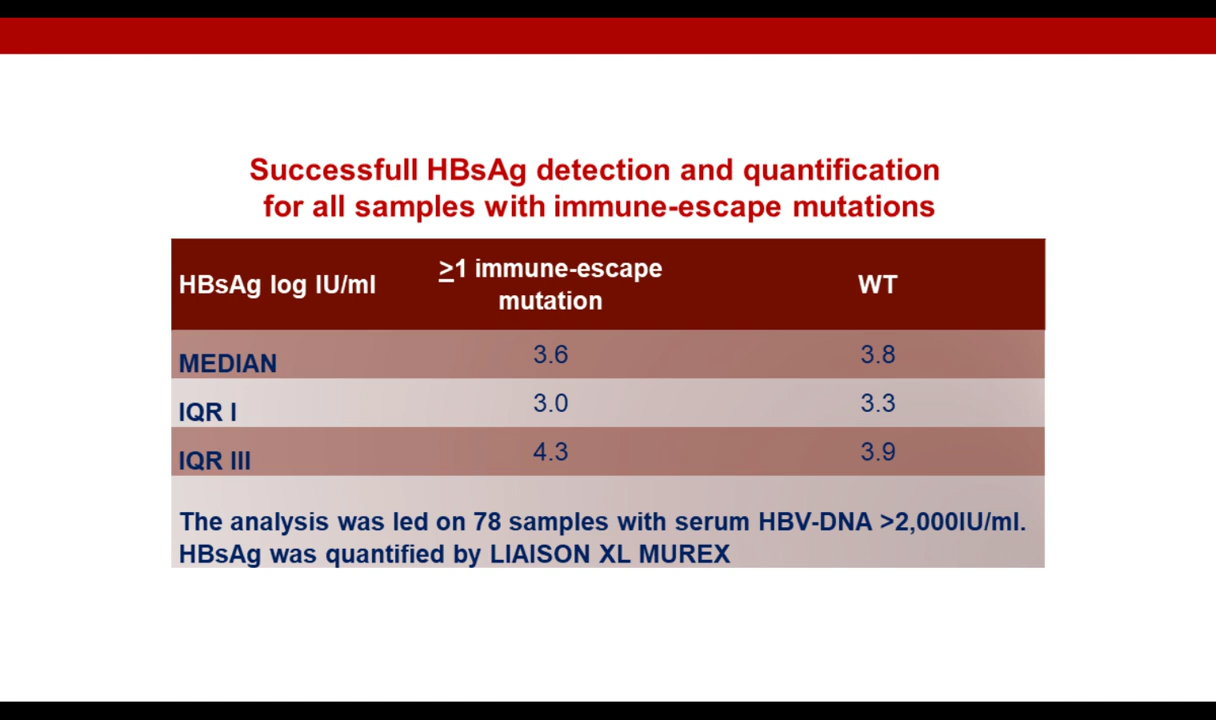 Successfull HBsAg detection and quantification
for all samples with immune-escape mutations
HBsAg log IU/ml
≥1 immune-escape
mutation
WT
MEDIAN 3.6 3.8
IQR I 3.0 3.3
IQR III 4.3 3.9
The analysis was led on 78 samples with serum HBV-DNA >2,000IU/ml.
HBsAg was quantified by LIAISON XL MUREX